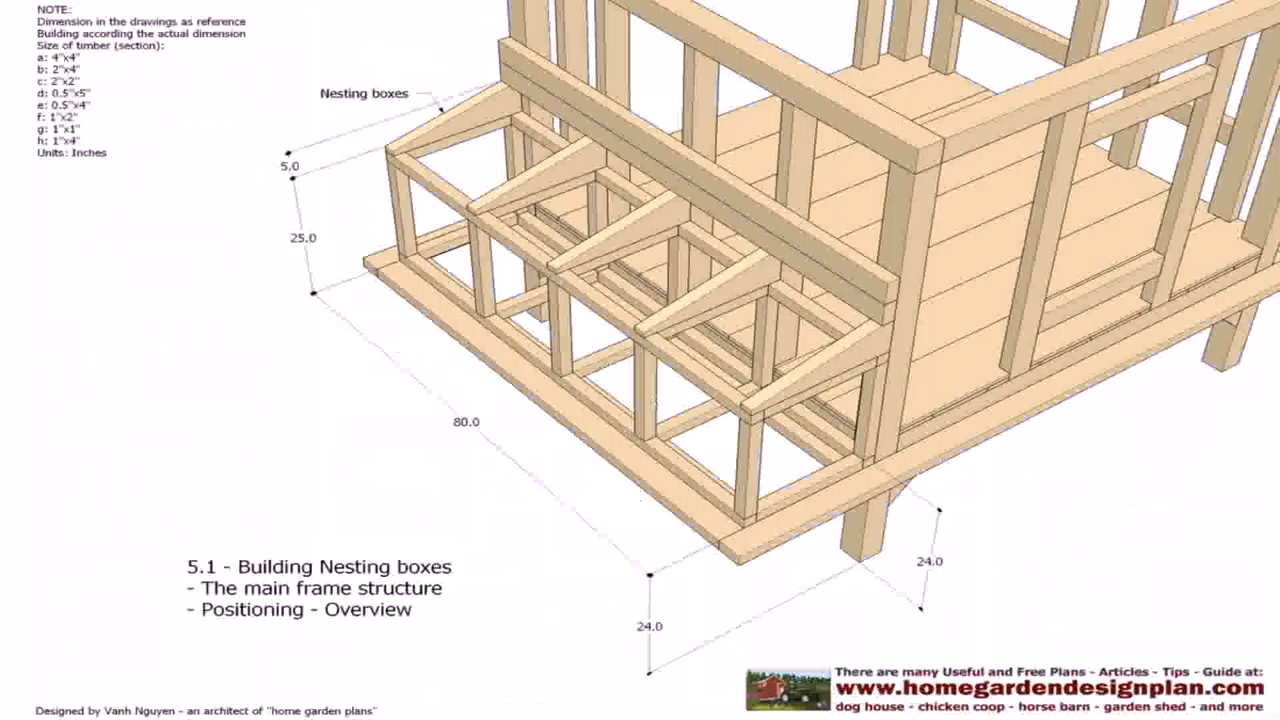 NOTE:
Dimension in the drawings as reference
Building according the actual dimension
Size of timber (section):
a: 4"x4"
b: 2"x4"
c: 2"x2"
d: 0.5"x5"
e: 0.5"x4"
f: 1"x2"
g: 1"x1"
h: 1"x4"
Units: Inches
Nesting boxes
5,0
25.0
80.0
24.0
24.0
5.1 - Building Nesting boxes
- The main frame structure
- Positioning - Overview
There are many Useful and Free Plans - Articles - Tips - Guide at:
www.homegardendesignplan.com
dog house - chicken coop - horse barn - garden shed - and more
Designed by Vanh Nguyen - an architect of "home garden plans"